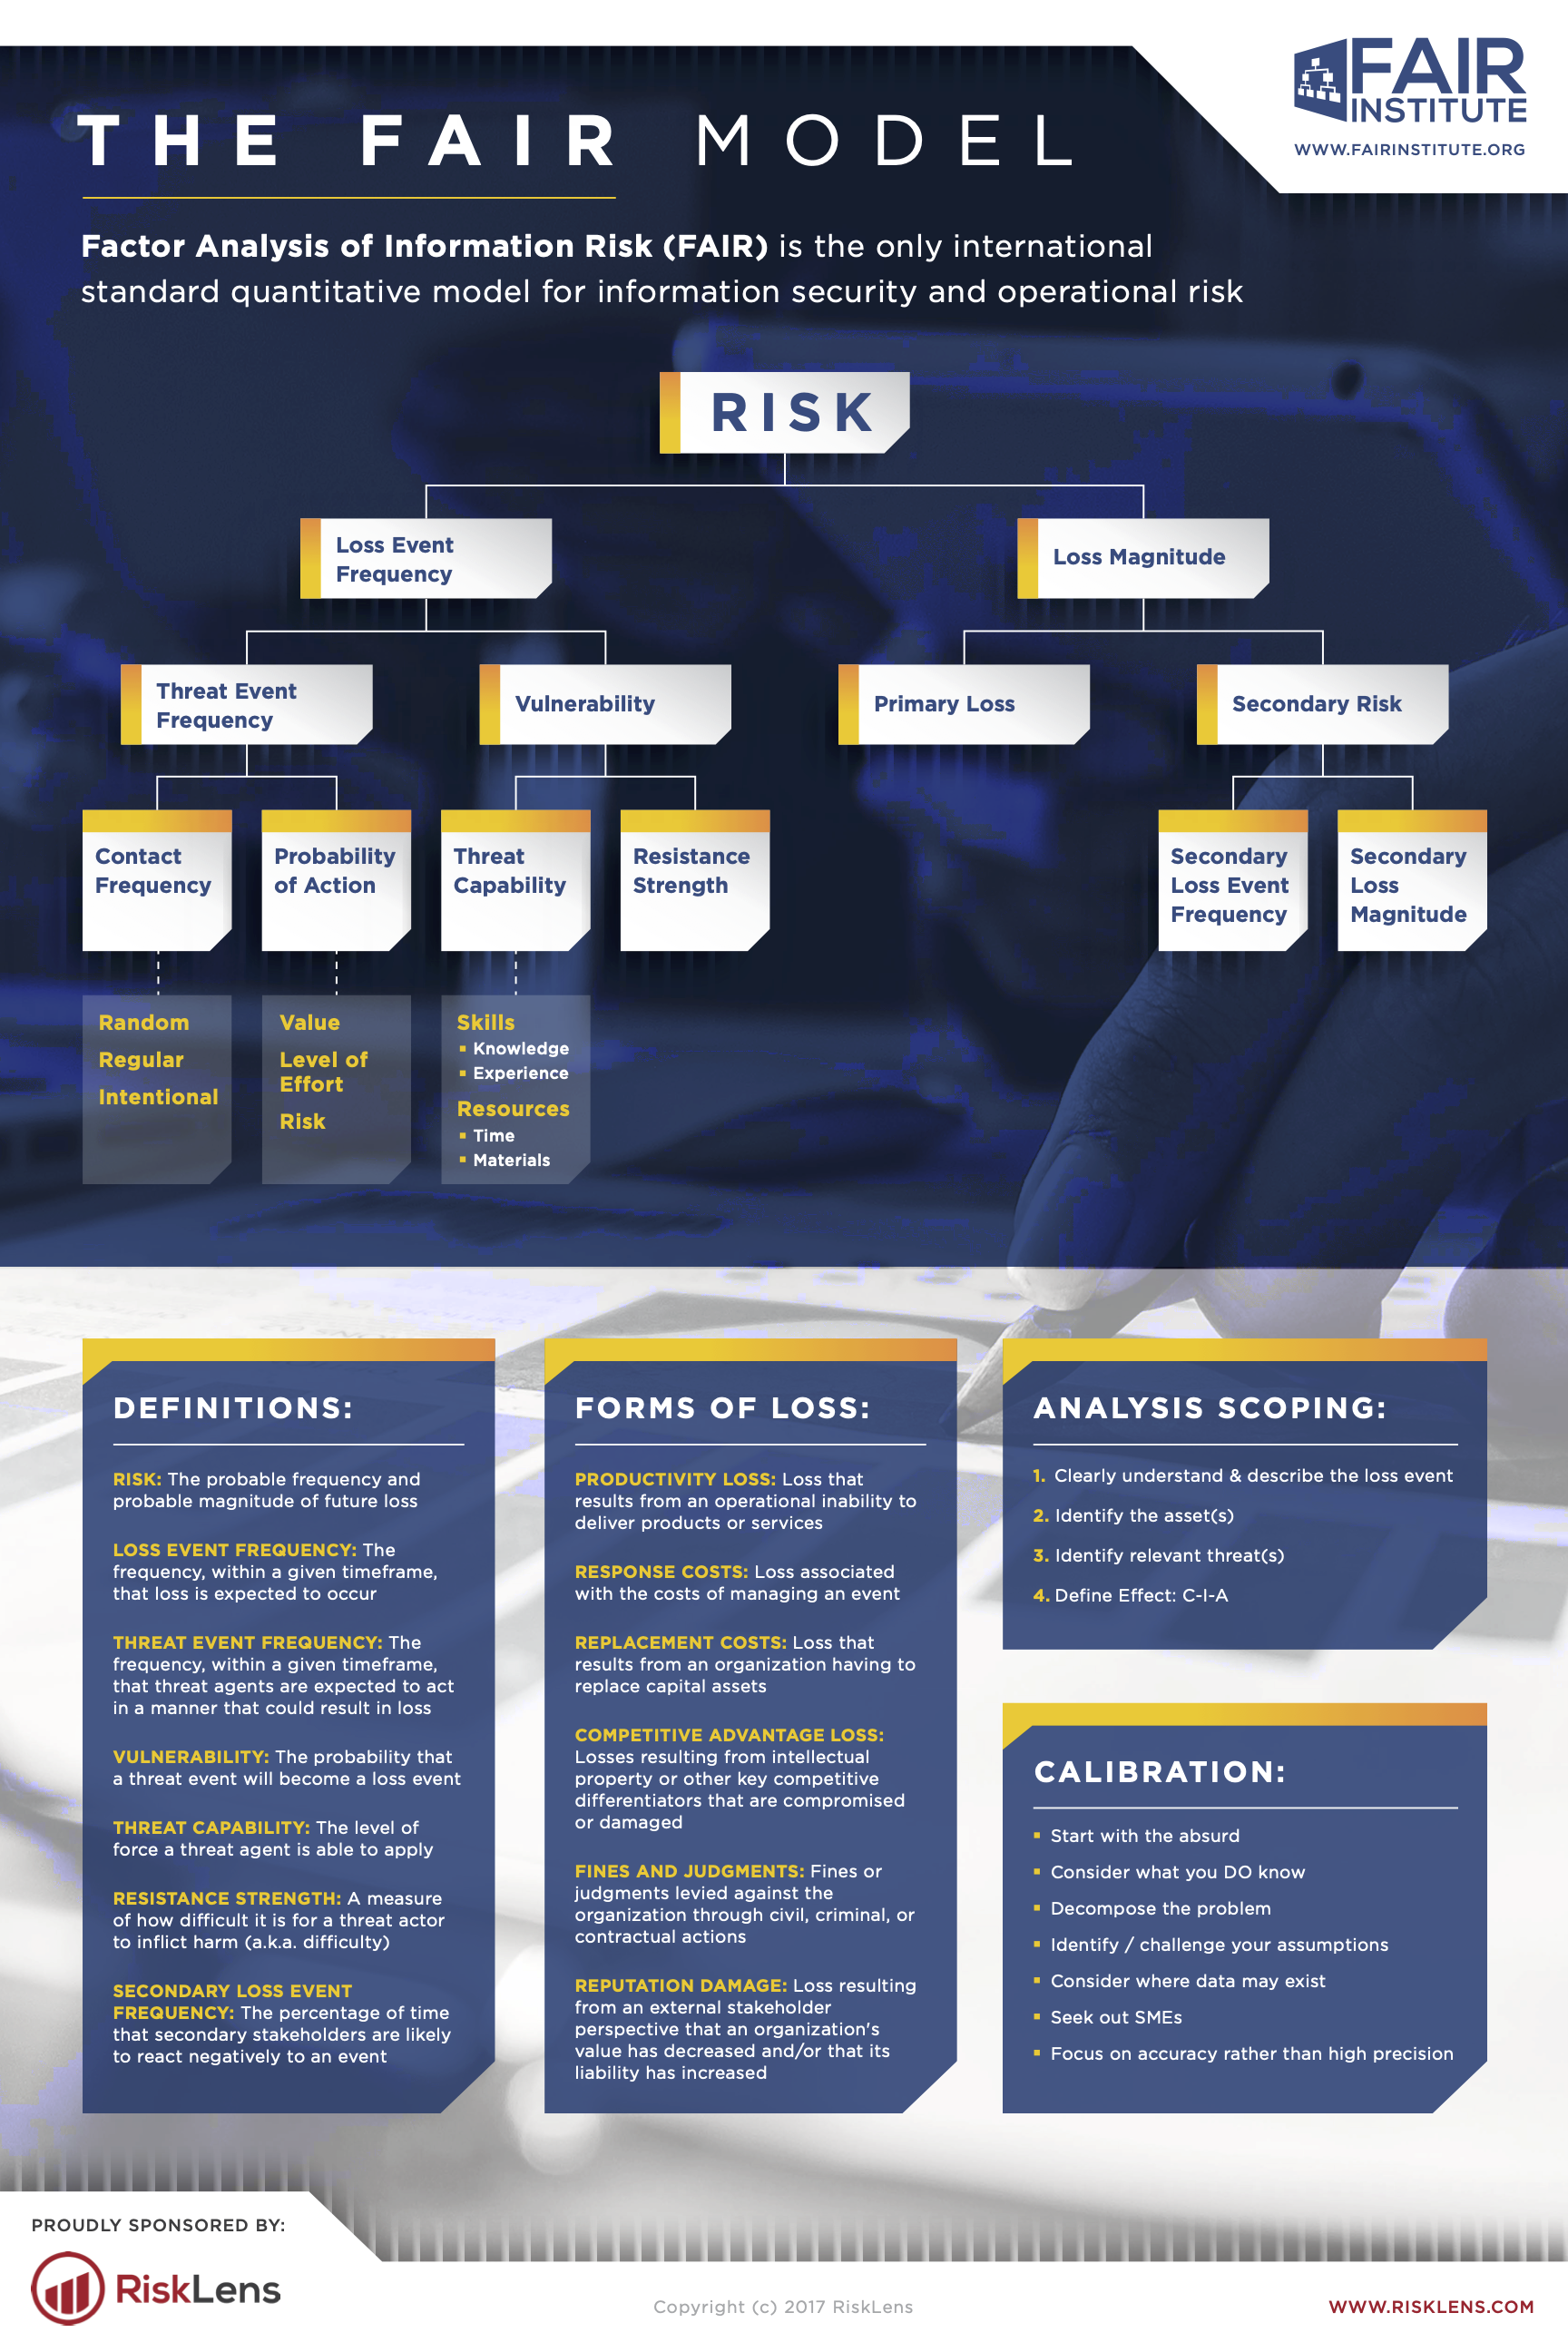 FAIR
INSTITUTE
WWW.FAIRINSTITUTE.ORG
THE FAIR MODEL
Factor Analysis of Information Risk (FAIR) is the only international
standard quantitative model for information security and operational risk
RISK
Loss Event
Frequency
Loss Magnitude
Threat Event
Frequency
Vulnerability
Primary Loss
Secondary Risk
Contact
Frequency
Probability
of Action
Threat
Capability
Resistance
Strength
Secondary
Loss Event
Frequency
Secondary
Loss
Magnitude
Random
Regular
Intentional
Value
Level of
Effort
Risk
Skills
▪ Knowledge
▪ Experience
Resources
▪ Time
▪ Materials
DEFINITIONS:
RISK: The probable frequency and
probable magnitude of future loss
LOSS EVENT FREQUENCY: The
frequency, within a given timeframe,
that loss is expected to occur
THREAT EVENT FREQUENCY: The
frequency, within a given timeframe,
that threat agents are expected to act
in a manner that could result in loss
VULNERABILITY: The probability that
a threat event will become a loss event
THREAT CAPABILITY: The level of
force a threat agent is able to apply
RESISTANCE STRENGTH: A measure
of how difficult it is for a threat actor
to inflict harm (a.k.a. difficulty)
SECONDARY LOSS EVENT
FREQUENCY: The percentage of time
that secondary stakeholders are likely
to react negatively to an event
FORMS OF LOSS:
PRODUCTIVITY LOSS: Loss that
results from an operational inability to
deliver products or services
RESPONSE COSTS: Loss associated
with the costs of managing an event
REPLACEMENT COSTS: Loss that
results from an organization having to
replace capital assets
COMPETITIVE ADVANTAGE LOSS:
Losses resulting from intellectual
property or other key competitive
differentiators that are compromised
or damaged
FINES AND JUDGMENTS: Fines or
judgments levied against the
organization through civil, criminal, or
contractual actions
REPUTATION DAMAGE: Loss resulting
from an external stakeholder
perspective that an organization's
value has decreased and/or that its
liability has increased
ANALYSIS SCOPING:
1. Clearly understand & describe the loss event
2. Identify the asset(s)
3. Identify relevant threat(s)
4. Define Effect: C-I-A
CALIBRATION:
▪ Start with the absurd
▪ Consider what you DO know
▪ Decompose the problem
▪ Identify / challenge your assumptions
▪ Consider where data may exist
▪ Seek out SMEs
▪ Focus on accuracy rather than high precision
PROUDLY SPONSORED BY:
RiskLens
Copyright (c) 2017 RiskLens
WWW.RISKLENS.COM